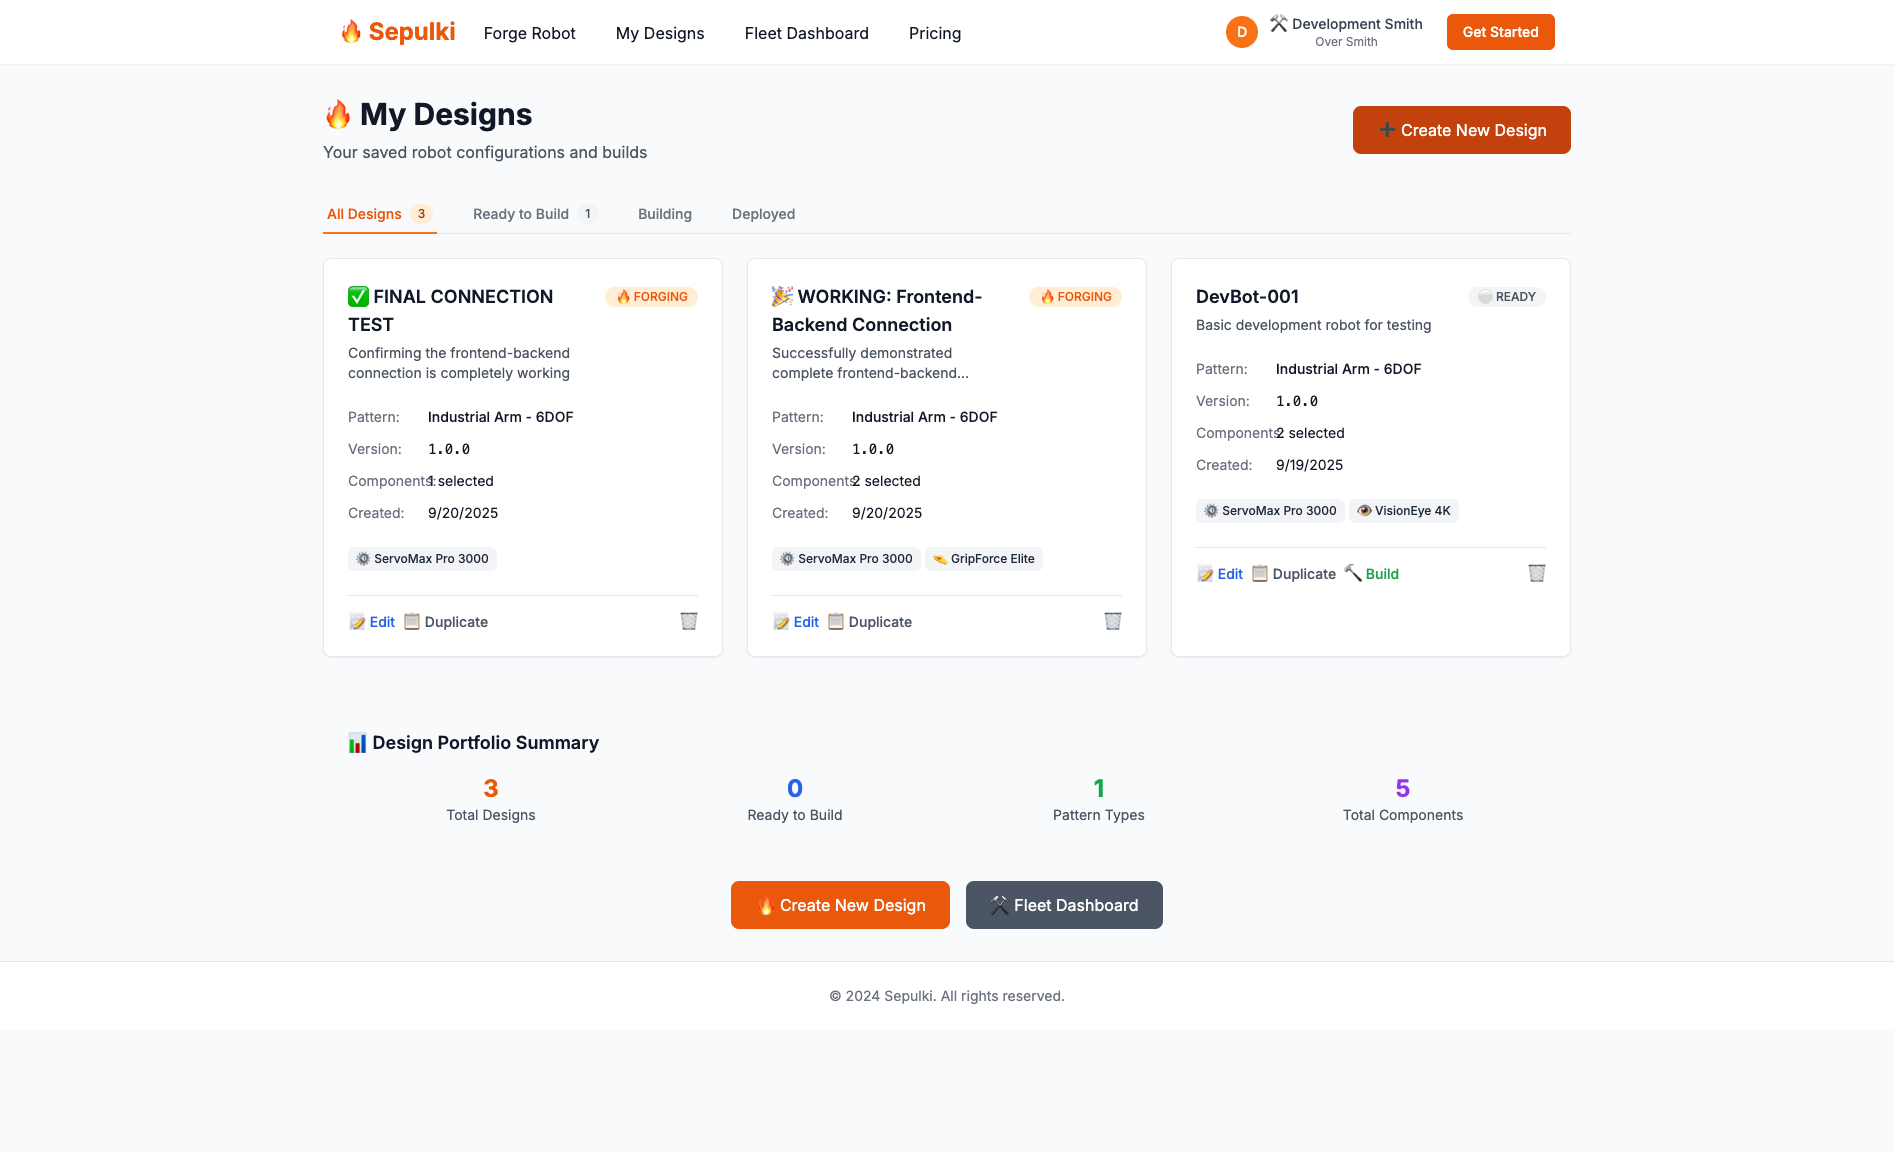 🔥 Sepulki
Forge Robot
My Designs
Fleet Dashboard
Pricing
D
⚒️ Development Smith
Over Smith
Get Started
🔥 My Designs
Your saved robot configurations and builds
➕ Create New Design
All Designs 3
Ready to Build 1
Building
Deployed
✅ FINAL CONNECTION
TEST
🔥 FORGING
Confirming the frontend-backend
connection is completely working
Pattern: Industrial Arm - 6DOF
Version: 1.0.0
Components: 1 selected
Created: 9/20/2025
⚙️ ServoMax Pro 3000
📝 Edit 📋 Duplicate 🗑️
🎉 WORKING: Frontend-
Backend Connection
🔥 FORGING
Successfully demonstrated
complete frontend-backend...
Pattern: Industrial Arm - 6DOF
Version: 1.0.0
Components 2 selected
Created: 9/20/2025
⚙️ ServoMax Pro 3000 🤏 GripForce Elite
📝 Edit 📋 Duplicate 🗑️
DevBot-001
⚪ READY
Basic development robot for testing
Pattern: Industrial Arm - 6DOF
Version: 1.0.0
Components 2 selected
Created: 9/19/2025
⚙️ ServoMax Pro 3000 👁️ VisionEye 4K
📝 Edit 📋 Duplicate 🔨 Build 🗑️
📊 Design Portfolio Summary
3
Total Designs
0
Ready to Build
1
Pattern Types
5
Total Components
🔥 Create New Design
⚒️ Fleet Dashboard
© 2024 Sepulki. All rights reserved.